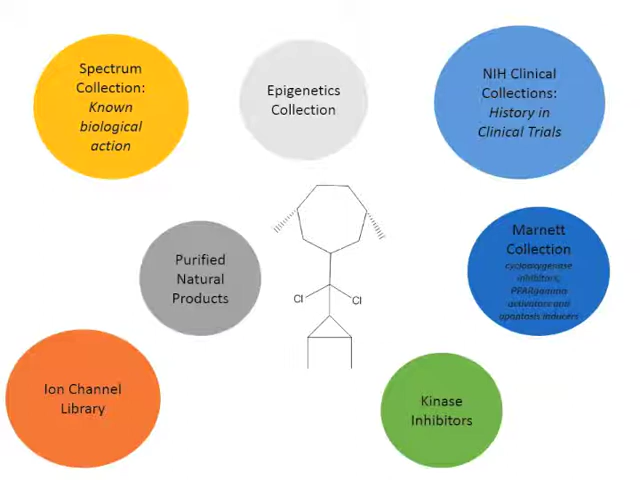 Spectrum
Collection:
Known
biological
action
Epigenetics
Collection
NIH Clinical
Collections:
History in
Clinical Trials
Purified
Natural
Products
Cl
Cl
Marnett
Collection
cyclooxygenase
inhibitors,
PPARgamma
activators and
apoptosis inducers
Ion Channel
Library
Kinase
Inhibitors